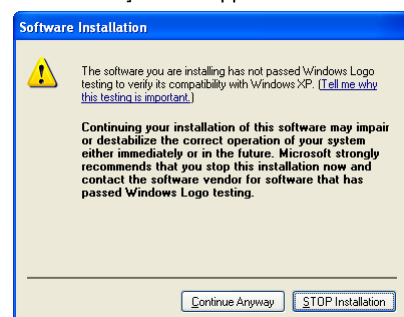 Software Installation
The software you are installing has not passed Windows Logo
testing to verify its compatibility with Windows XP. (Tell me why
this testing is important.)
Continuing your installation of this software may impair
or destabilize the correct operation of your system
either immediately or in the future. Microsoft strongly
recommends that you stop this installation now and
contact the software vendor for software that has
passed Windows Logo testing.
Continue Anyway
STOP Installation